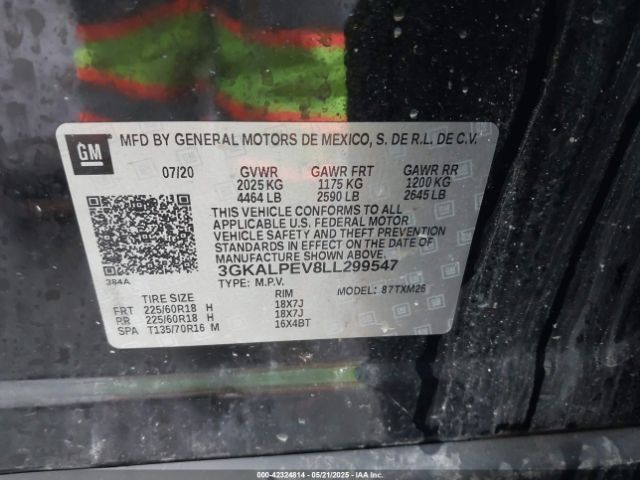 GM
MFD BY GENERAL MOTORS DE MEXICO, S. DE R.L. DE C.V.
07/20 GVWR GAWR FRT GAWR RR
2025 KG 1175 KG 1200 KG
4464 LB 2590 LB 2645 LB
THIS VEHICLE CONFORMS TO ALL
APPLICABLE U.S. FEDERAL MOTOR
VEHICLE SAFETY AND THEFT PREVENTION
STANDARDS IN EFFECT ON THE DATE OF
MANUFACTURE SHOWN ABOVE.
3GKALPEV8LL299547
384A
TYPE: M.P.V. MODEL: 87TXM26
TIRE SIZE RIM
FRT 225/60R18 H 18X7J
RR 225/60R18 H 18X7J
SPA T135/70R16 M 16X4BT
000-42324814 - 05/21/2025 - IAAI.COM